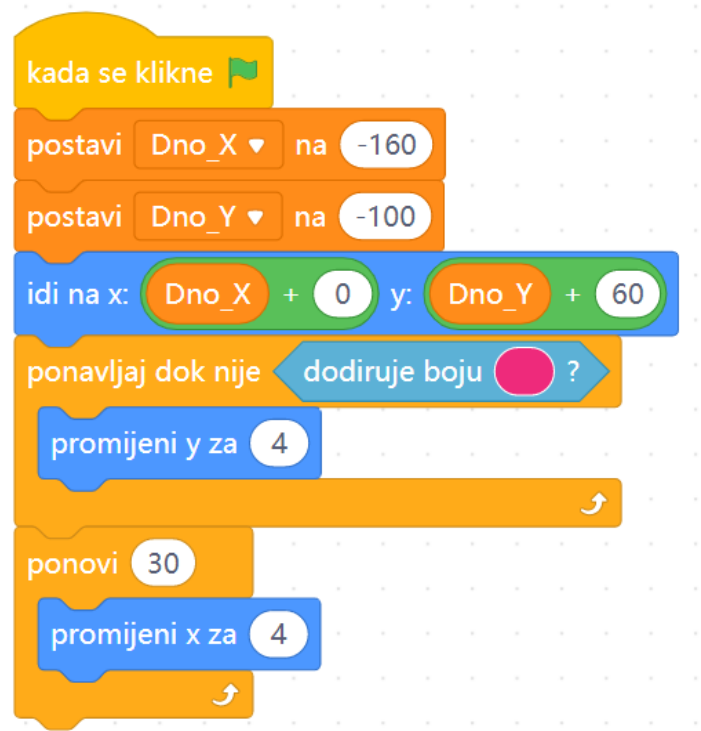 kada se klikne
postavi Dno_X na -160
postavi Dno_Y na -100
idi na x: Dno_X + 0 y: Dno_Y + 60
ponavljaj dok nije dodiruje boju ?
promijeni y za 4
ponovi 30
promijeni x za 4